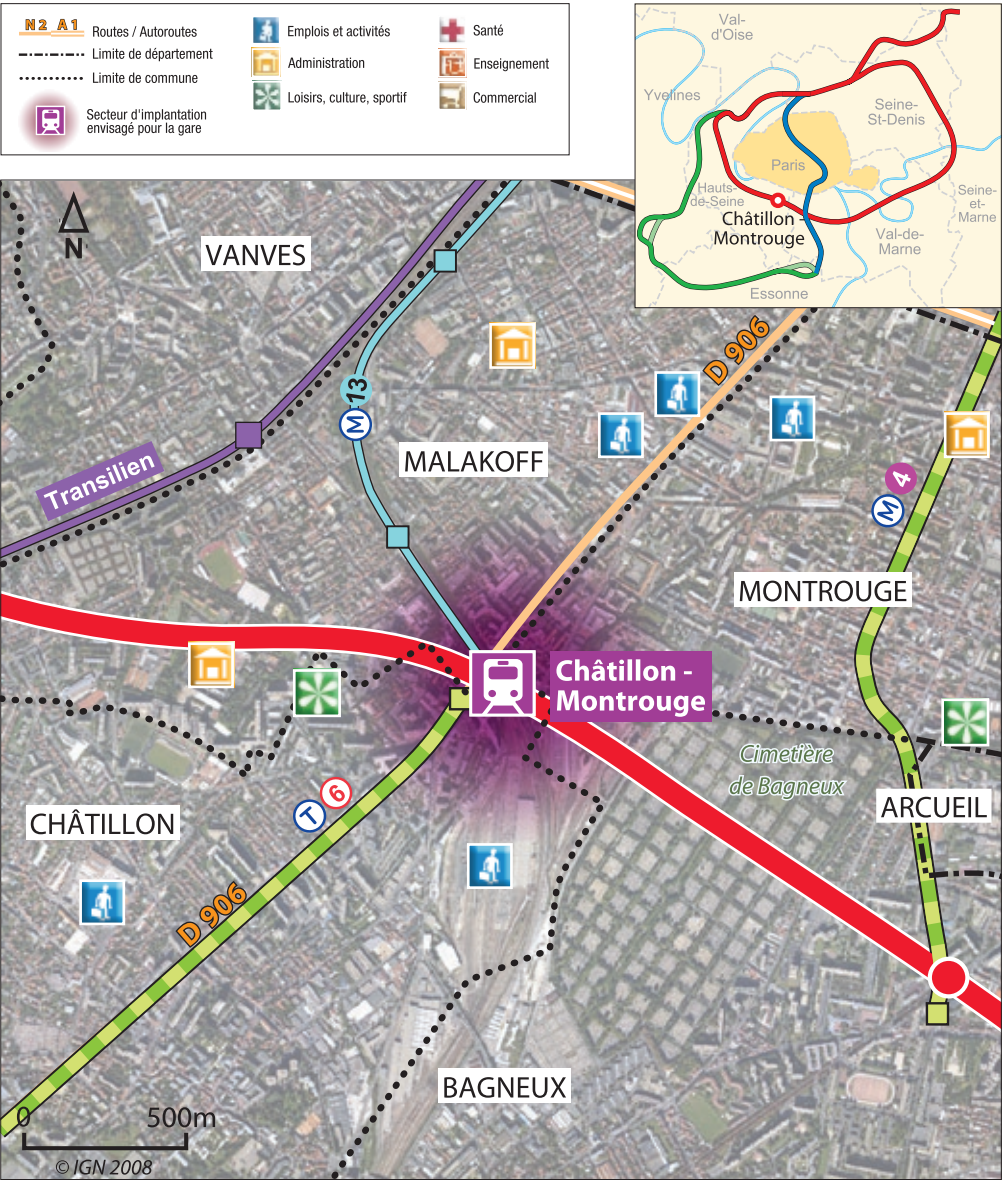 N2 A1 Routes / Autoroutes
Limite de département
Limite de commune
Secteur d'implantation
envisagé pour la gare
Emplois et activités
Administration
Loisirs, culture, sportif
Santé
Enseignement
Commercial
Val-
d'Oise
Yvelines
Seine-
St-Denis
Paris
Hauts-
de-Seine
Seine-
et-
Marne
Châtillon -
Montrouge
Val-de-
Marne
Essonne
N
VANVES
D 906
13
M
MALAKOFF
Transilien
4
M
MONTROUGE
Châtillon -
Montrouge
Cimetière
de Bagneux
ARCUEIL
6
T
CHÂTILLON
D 906
BAGNEUX
0 500m
© IGN 2008